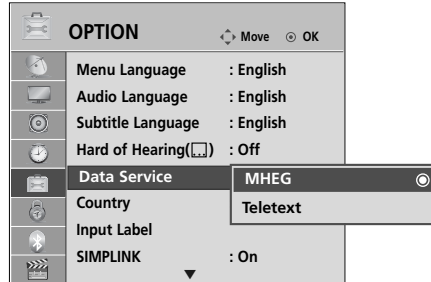 OPTION Move OK
Menu Language : English
Audio Language : English
Subtitle Language : English
Hard of Hearing( ) : Off
Data Service MHEG
Country Teletext
Input Label
SIMPLINK : On